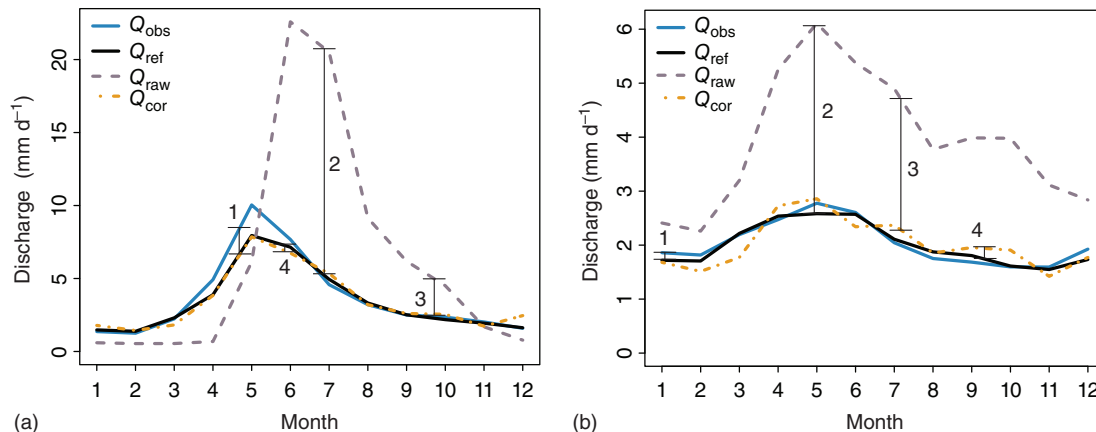 Q_obs
Q_ref
Q_raw
Q_cor
Discharge (mm d⁻¹)
0 5 10 15 20
1
2
3
4
1 2 3 4 5 6 7 8 9 10 11 12
Month
(a)
Q_obs
Q_ref
Q_raw
Q_cor
Discharge (mm d⁻¹)
0 1 2 3 4 5 6
1
2
3
4
1 2 3 4 5 6 7 8 9 10 11 12
Month
(b)